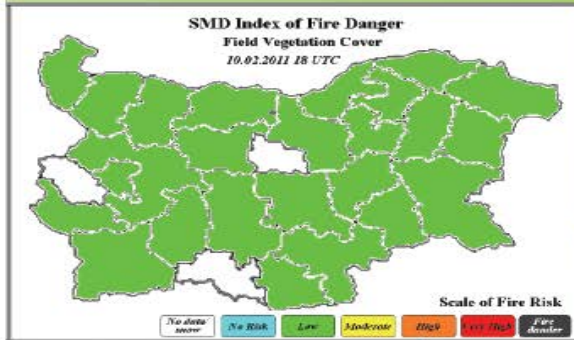 SMD Index of Fire Danger
Field Vegetation Cover
10.02.2011 18 UTC
Scale of Fire Risk
No data/ snow
No Risk
Low
Moderate
High
Very High
Fire dander